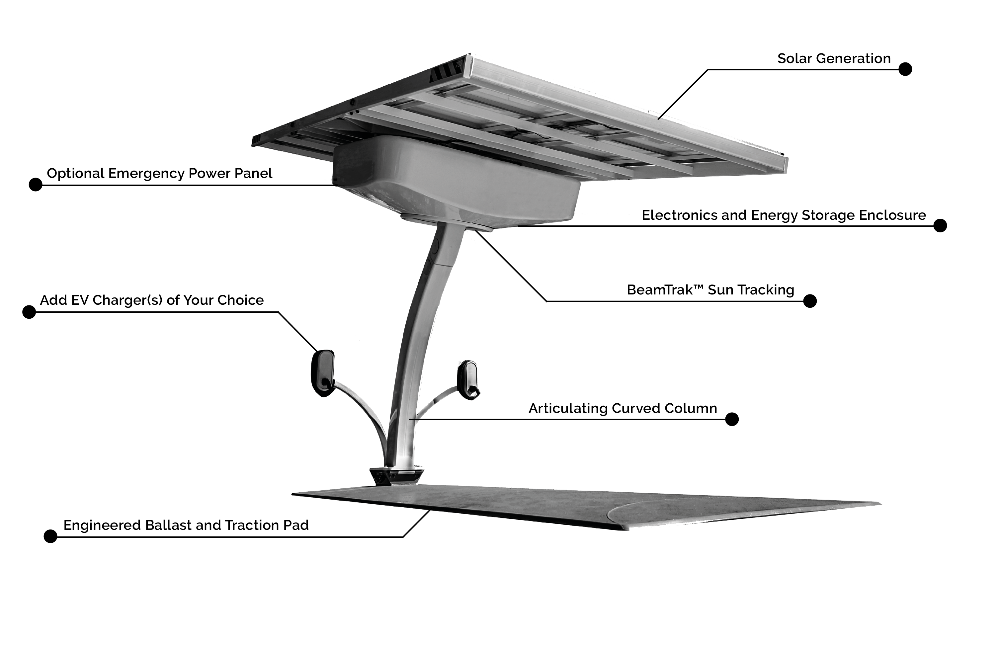 Solar Generation
Optional Emergency Power Panel
Electronics and Energy Storage Enclosure
BeamTrak™ Sun Tracking
Add EV Charger(s) of Your Choice
Articulating Curved Column
Engineered Ballast and Traction Pad